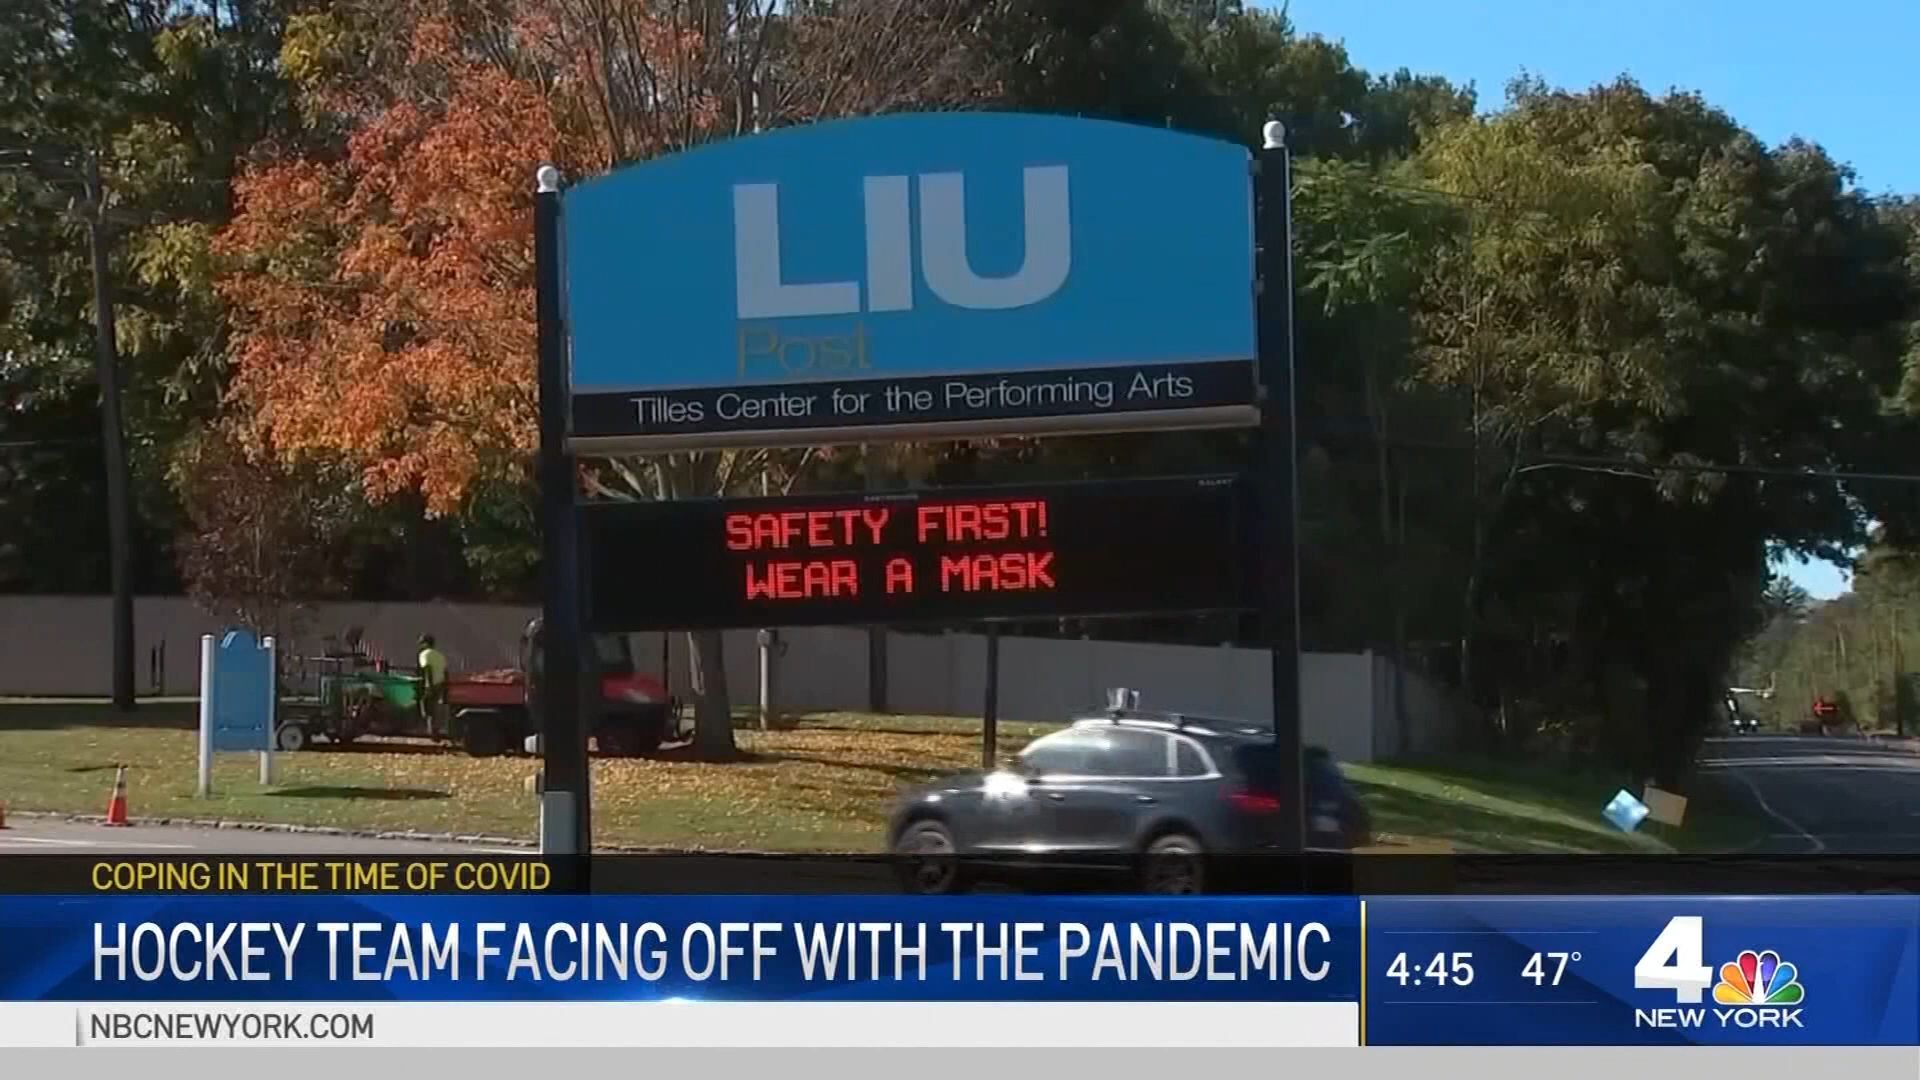 LIU
Post
Tilles Center for the Performing Arts
SAFETY FIRST!
WEAR A MASK
COPING IN THE TIME OF COVID
HOCKEY TEAM FACING OFF WITH THE PANDEMIC
4:45 47°
4
NEW YORK
NBCNEWYORK.COM